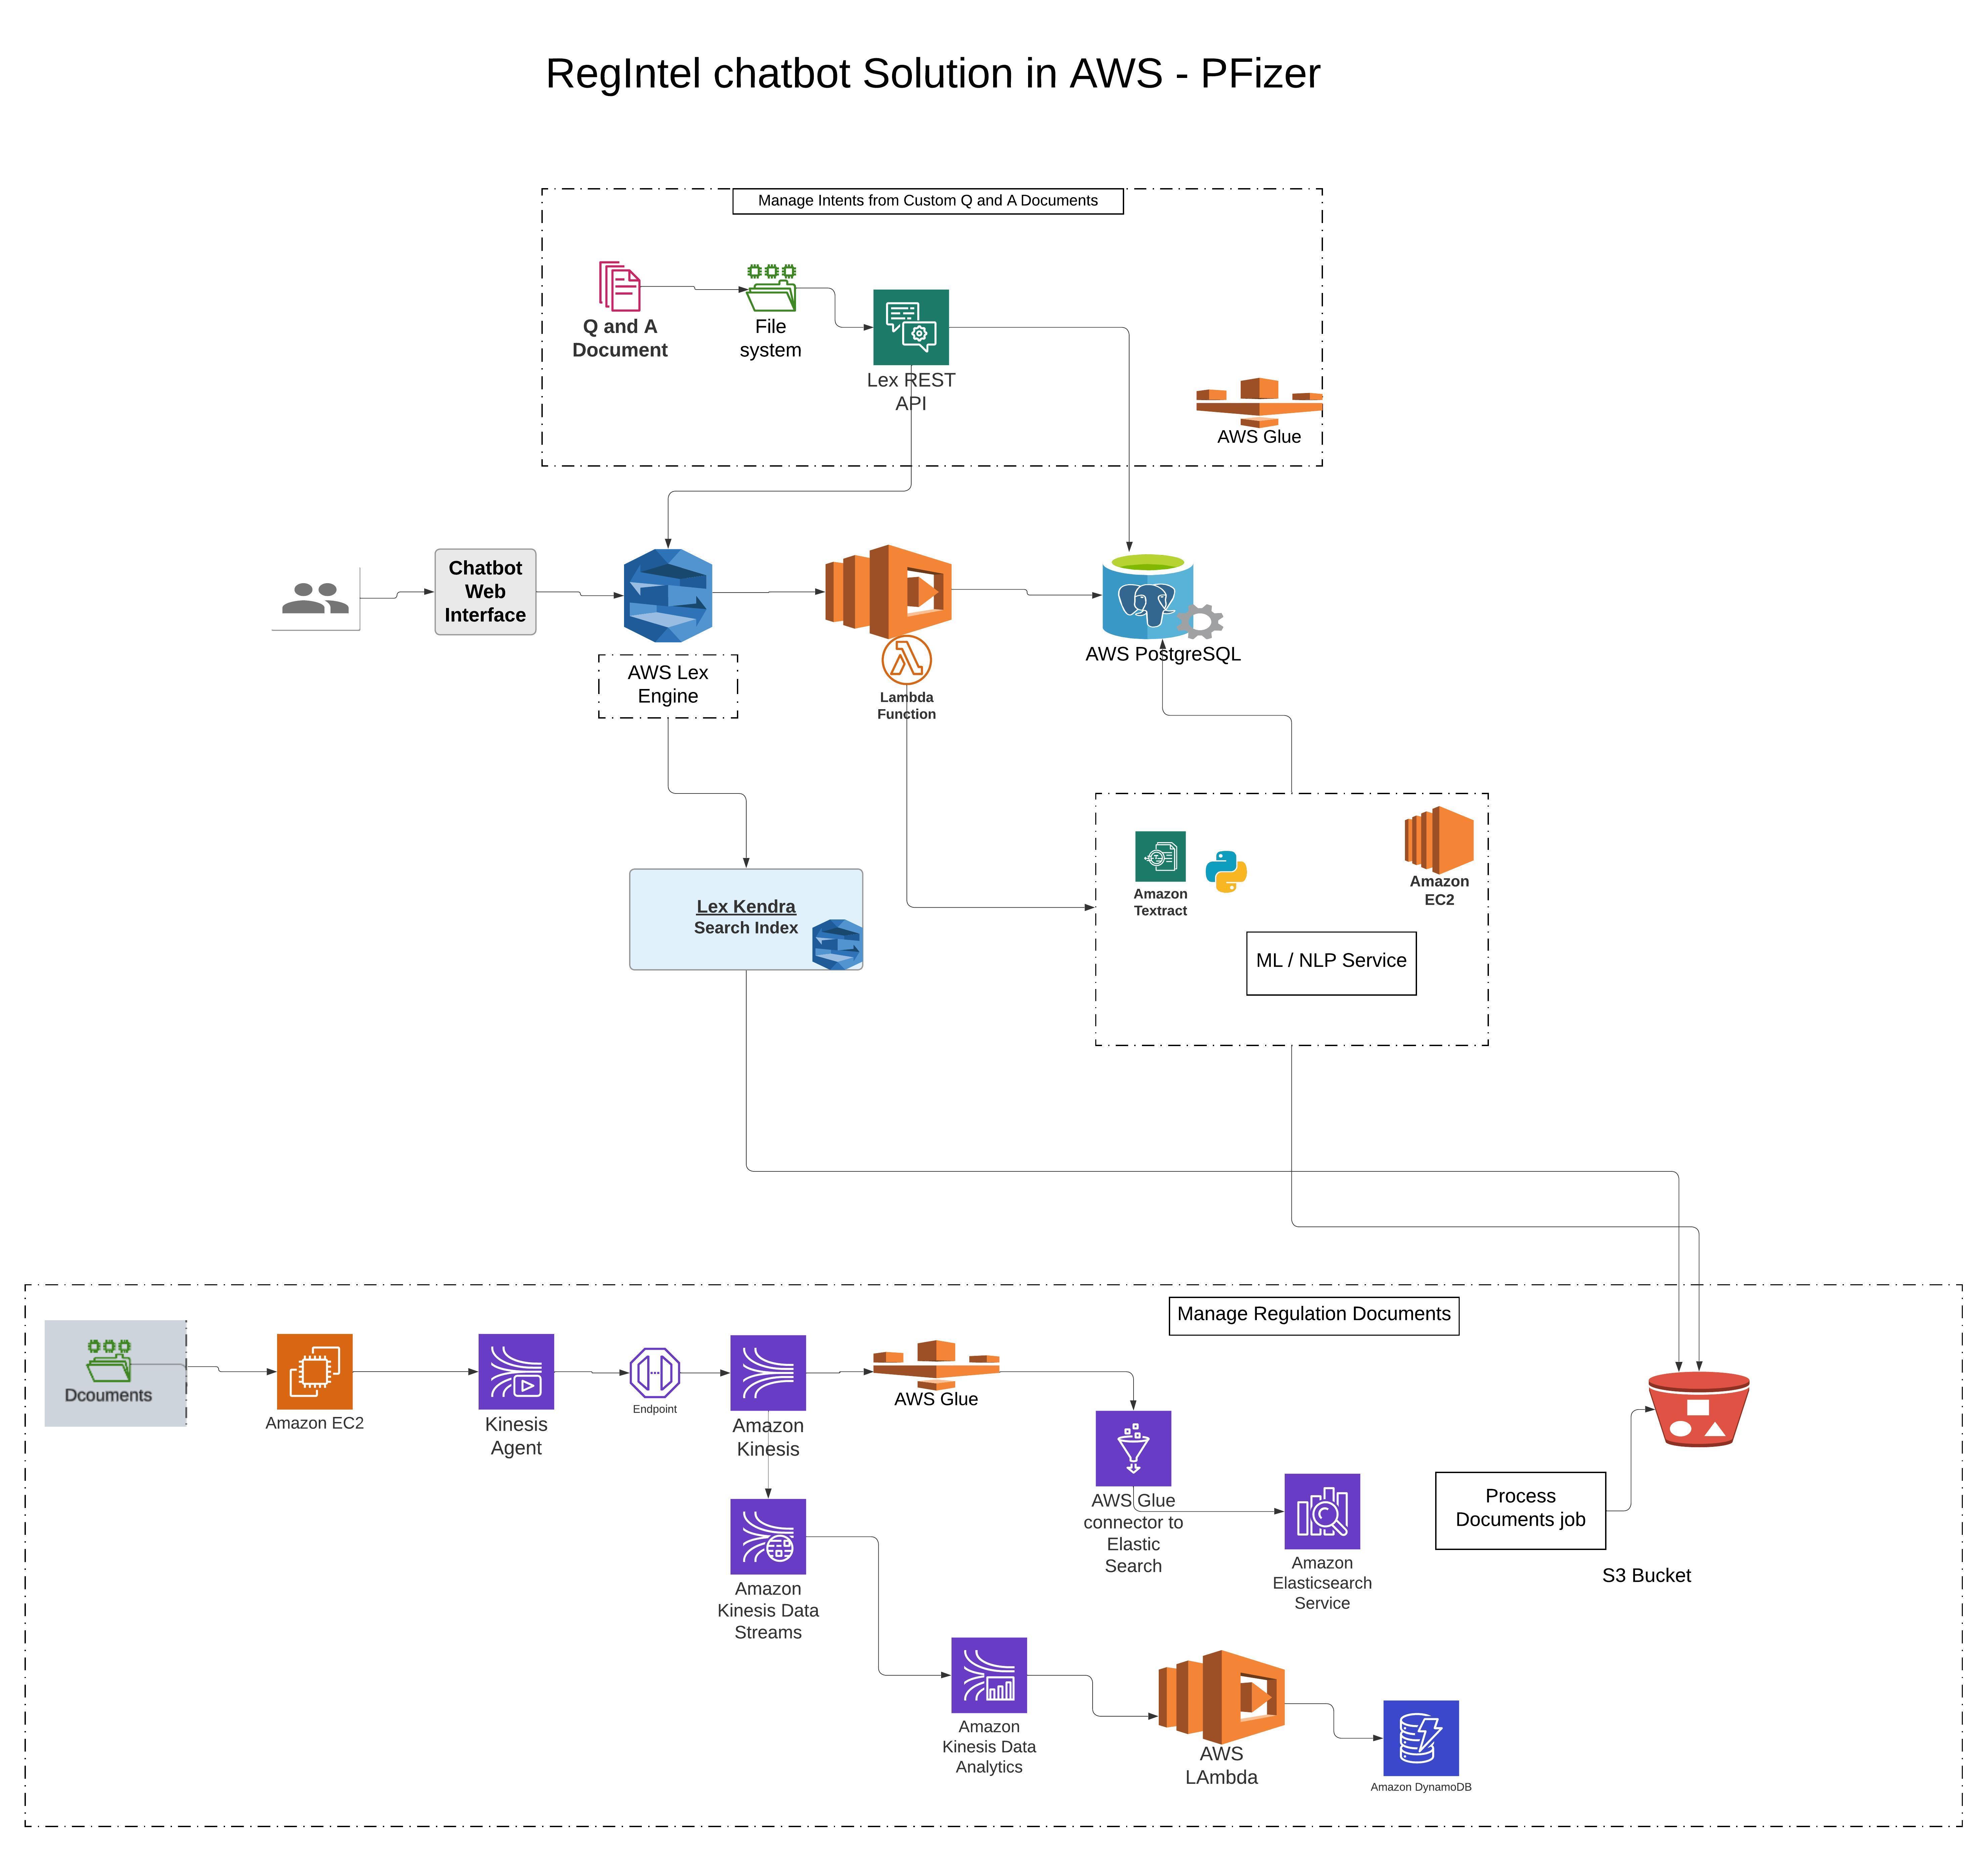 RegIntel chatbot Solution in AWS - PFizer
Manage Intents from Custom Q and A Documents
Q and A
Document
File
system
Lex REST
API
AWS Glue
Chatbot
Web
Interface
AWS Lex
Engine
Lambda
Function
AWS PostgreSQL
Lex Kendra
Search Index
Amazon
Textract
Amazon
EC2
ML / NLP Service
Manage Regulation Documents
Dcouments
Amazon EC2
Kinesis
Agent
Endpoint
Amazon
Kinesis
AWS Glue
AWS Glue
connector to
Elastic
Search
Amazon
Elasticsearch
Service
Process
Documents job
S3 Bucket
Amazon
Kinesis Data
Streams
Amazon
Kinesis Data
Analytics
AWS
LAmbda
Amazon DynamoDB